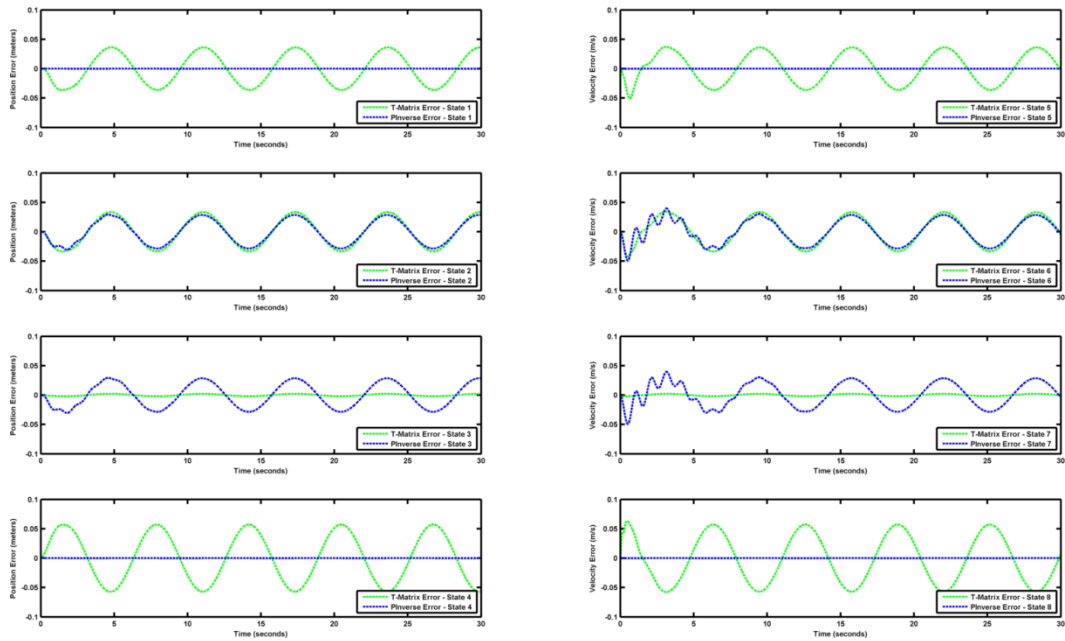 0.1
0.05
0
-0.05
-0.1
Position Error (meters)
0 5 10 15 20 25 30
Time (seconds)
T-Matrix Error - State 1
PInverse Error - State 1
0.1
0.05
0
-0.05
-0.1
Velocity Error (m/s)
0 5 10 15 20 25 30
Time (seconds)
T-Matrix Error - State 5
PInverse Error - State 5
0.1
0.05
0
-0.05
-0.1
Position Error (meters)
0 5 10 15 20 25 30
Time (seconds)
T-Matrix Error - State 2
PInverse Error - State 2
0.1
0.05
0
-0.05
-0.1
Velocity Error (m/s)
0 5 10 15 20 25 30
Time (seconds)
T-Matrix Error - State 6
PInverse Error - State 6
0.1
0.05
0
-0.05
-0.1
Position Error (meters)
0 5 10 15 20 25 30
Time (seconds)
T-Matrix Error - State 3
PInverse Error - State 3
0.1
0.05
0
-0.05
-0.1
Velocity Error (m/s)
0 5 10 15 20 25 30
Time (seconds)
T-Matrix Error - State 7
PInverse Error - State 7
0.1
0.05
0
-0.05
-0.1
Position Error (meters)
0 5 10 15 20 25 30
Time (seconds)
T-Matrix Error - State 4
PInverse Error - State 4
0.1
0.05
0
-0.05
-0.1
Velocity Error (m/s)
0 5 10 15 20 25 30
Time (seconds)
T-Matrix Error - State 8
PInverse Error - State 8